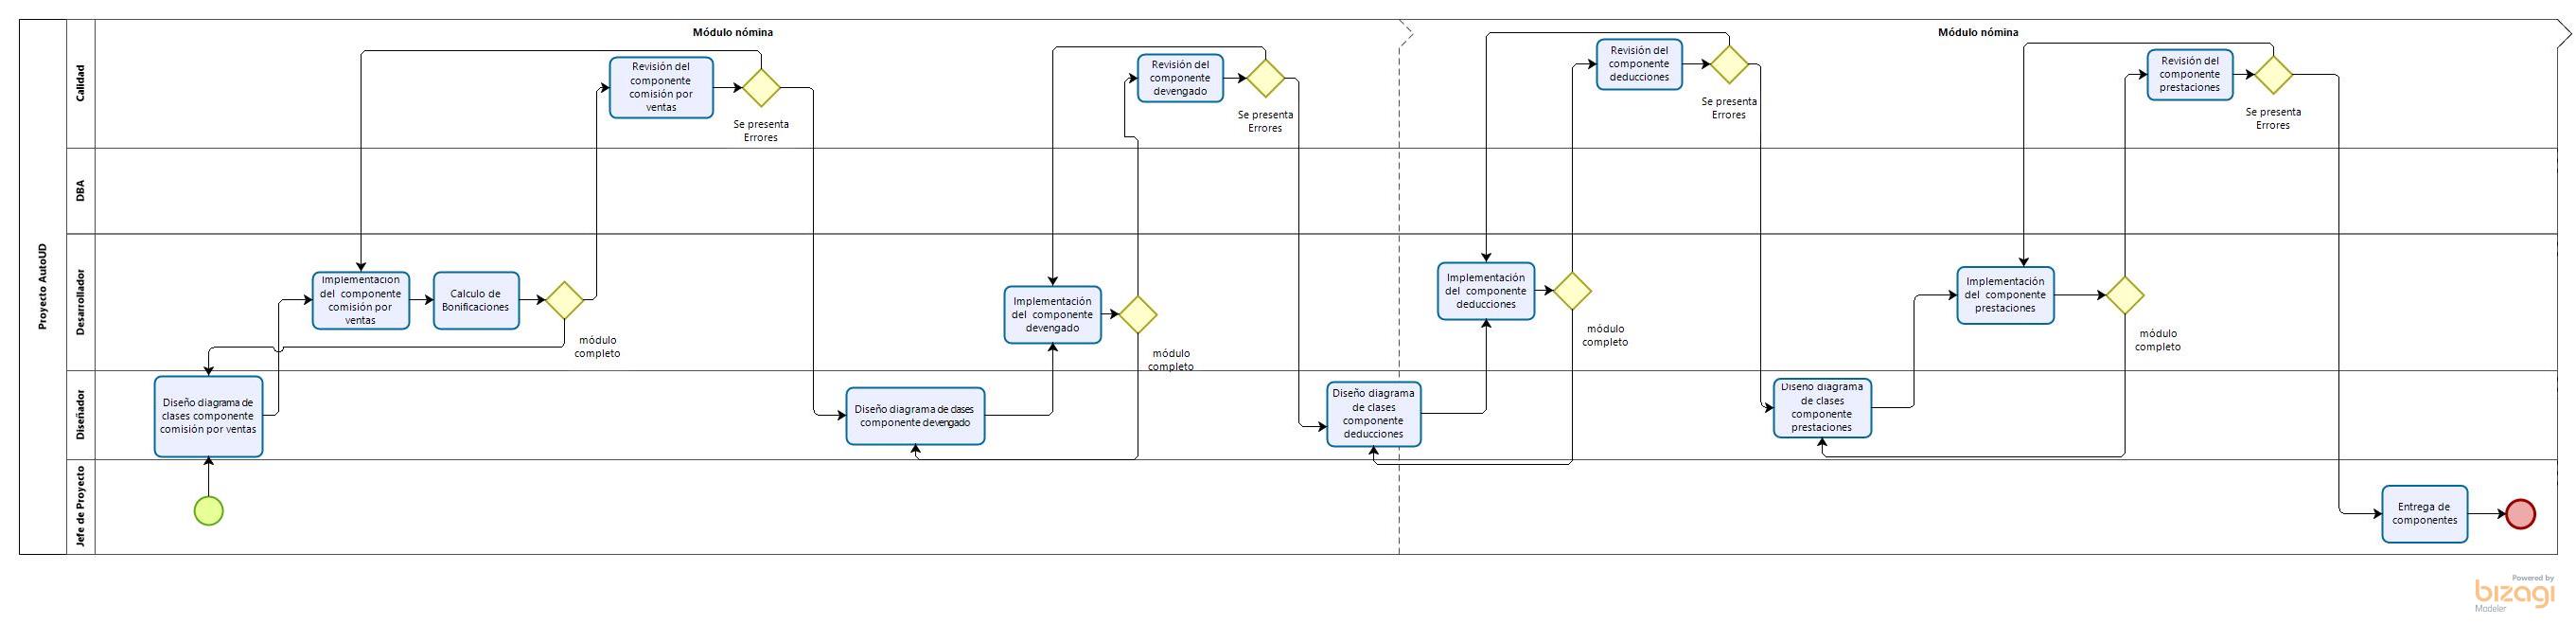 Módulo nómina
Módulo nómina
Proyecto AutoUD
Calidad
Revisión del
componente
comisión por
ventas
Se presenta
Errores
Revisión del
componente
devengado
Se presenta
Errores
Revisión del
componente
deducciones
Se presenta
Errores
Revisión del
componente
prestaciones
Se presenta
Errores
DBA
Desarrollador
Implementación
del componente
comisión por
ventas
Calculo de
Bonificaciones
módulo
completo
Implementación
del componente
devengado
módulo
completo
Implementación
del componente
deducciones
módulo
completo
Implementación
del componente
prestaciones
módulo
completo
Diseñador
Diseño diagrama de
clases componente
comisión por ventas
Diseño diagrama de clases
componente devengado
Diseño diagrama
de clases
componente
deducciones
Diseño diagrama
de clases
componente
prestaciones
Jefe de Proyecto
Entrega de
componentes
Powered by
bizagi
Modeler